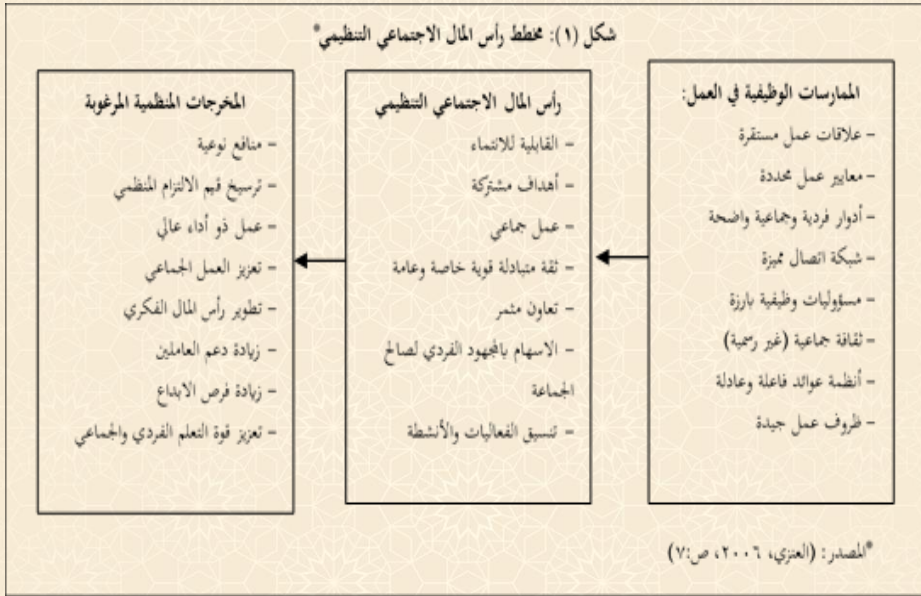 شكل (١): مخطط رأس المال الاجتماعي التنظيمي*
الممارسات الوظيفية في العمل:
- علاقات عمل مستقرة
- معايير عمل محددة
- أدوار فردية وجماعية واضحة
- شبكة اتصال مميزة
- مسؤوليات وظيفية بارزة
- ثقافة جماعية (غير رسمية)
- أنظمة عوائد فاعلة وعادلة
- ظروف عمل جيدة
رأس المال الاجتماعي التنظيمي
- القابلية للانتماء
- أهداف مشتركة
- عمل جماعي
- ثقة متبادلة قوية خاصة وعامة
- تعاون مثمر
- الاسهام بالمجهود الفردي لصالح
الجماعة
- تنسيق الفعاليات والأنشطة
المخرجات المنظمية المرغوبة
- منافع نوعية
- ترسيخ قيم الالتزام المنظمي
- عمل ذو أداء عالي
- تعزيز العمل الجماعي
- تطوير رأس المال الفكري
- زيادة دعم العاملين
- زيادة فرص الابداع
- تعزيز قوة التعلم الفردي والجماعي
*المصدر: (العنزي، ٢٠٠٦، ص:٧)